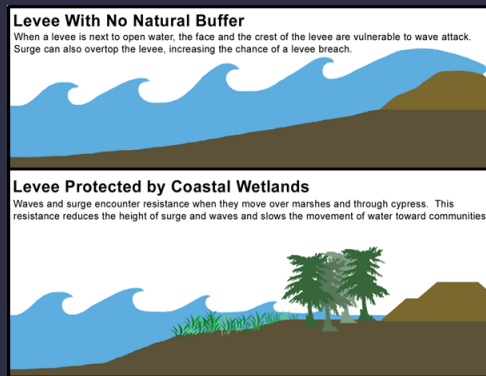 Levee With No Natural Buffer
When a levee is next to open water, the face and the crest of the levee are vulnerable to wave attack.
Surge can also overtop the levee, increasing the chance of a levee breach.
Levee Protected by Coastal Wetlands
Waves and surge encounter resistance when they move over marshes and through cypress. This
resistance reduces the height of surge and waves and slows the movement of water toward communities